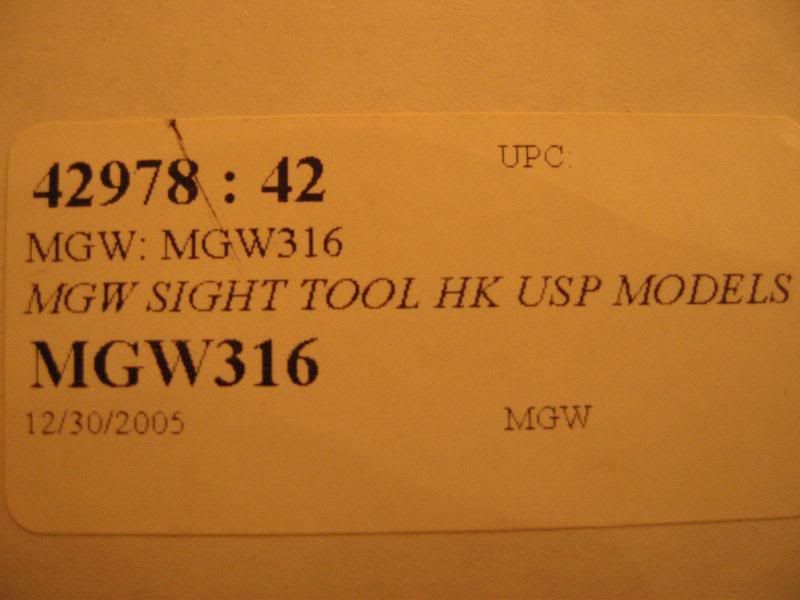 42978 : 42
UPC:
MGW: MGW316
MGW SIGHT TOOL HK USP MODELS
MGW316
12/30/2005
MGW